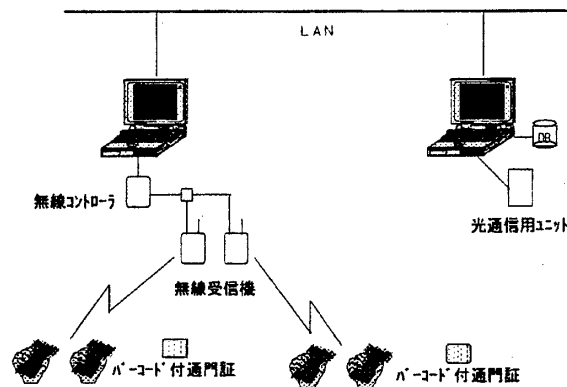 LAN
DB
無線コントローラ
光通信用ユニット
無線受信機
バーコード付通門証
バーコード付通門証